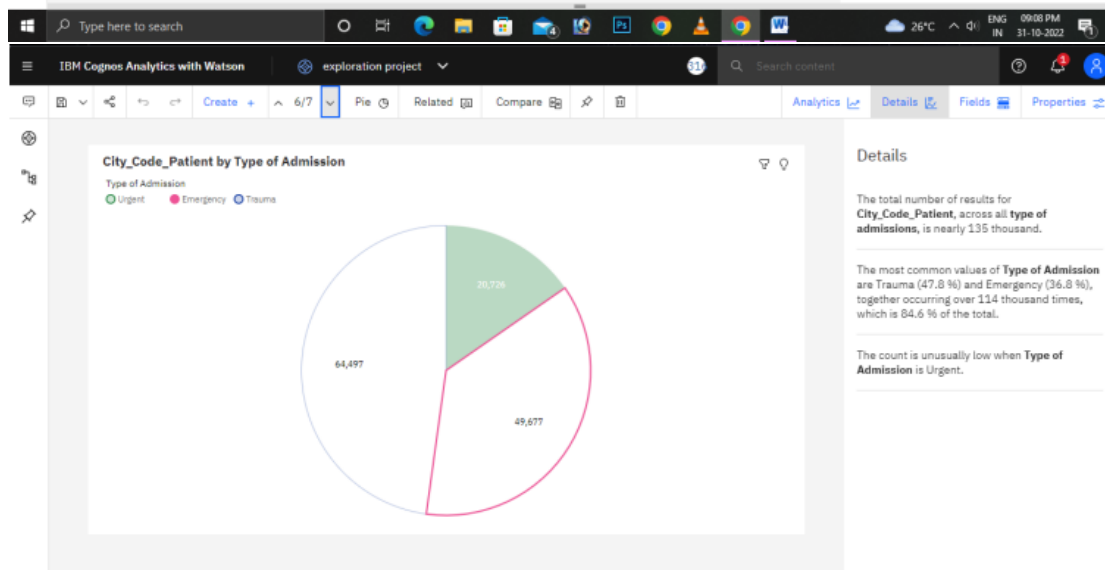 Type here to search
4
Ps
W
26°C
ENG
IN
09:08 PM
31-10-2022
1
IBM Cognos Analytics with Watson
exploration project
Search content
1
Create +
6/7
Pie
Related
Compare
Analytics
Details
Fields
Properties
City_Code_Patient by Type of Admission
Type of Admission
Urgent Emergency Trauma
20,726
64,497
49,677
Details
The total number of results for
City_Code_Patient, across all type of
admissions, is nearly 135 thousand.
The most common values of Type of Admission
are Trauma (47.8 %) and Emergency (36.8 %),
together occurring over 114 thousand times,
which is 84.6 % of the total.
The count is unusually low when Type of
Admission is Urgent.